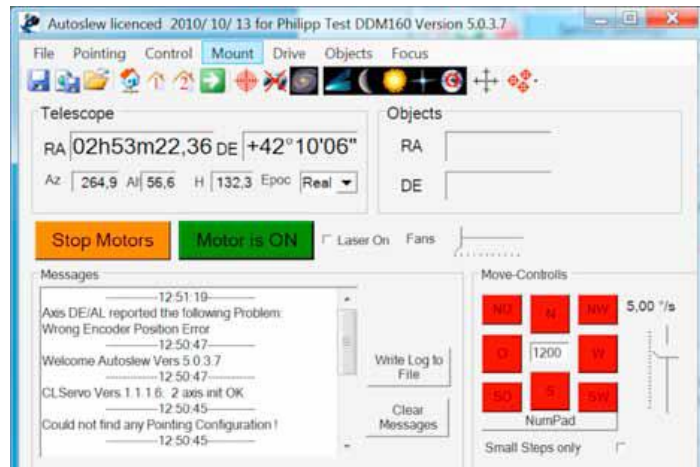 Autoslew licenced 2010/ 10/ 13 for Philipp Test DDM160 Version 5.0.3.7
File Pointing Control Mount Drive Objects Focus
Telescope
RA 02h53m22,36 DE +42°10'06"
Az 264,9 Al 56,6 H 132,3 Epoc Real
Objects
RA
DE
Stop Motors Motor is ON Laser On Fans
Messages
-----------12:51:19-----------
Axis DE/AL reported the following Problem:
Wrong Encoder Position Error
-----------12:50:47-----------
Welcome Autoslew Vers 5.0.3.7
-----------12:50:47-----------
CLServo Vers.1.1.1.6: 2 axis init OK
-----------12:50:45-----------
Could not find any Pointing Configuration !
-----------12:50:45-----------
Write Log to
File
Clear
Messages
Move-Controlls
NO N NW 5,00 °/s
O 1200 W
SO S SW
NumPad
Small Steps only